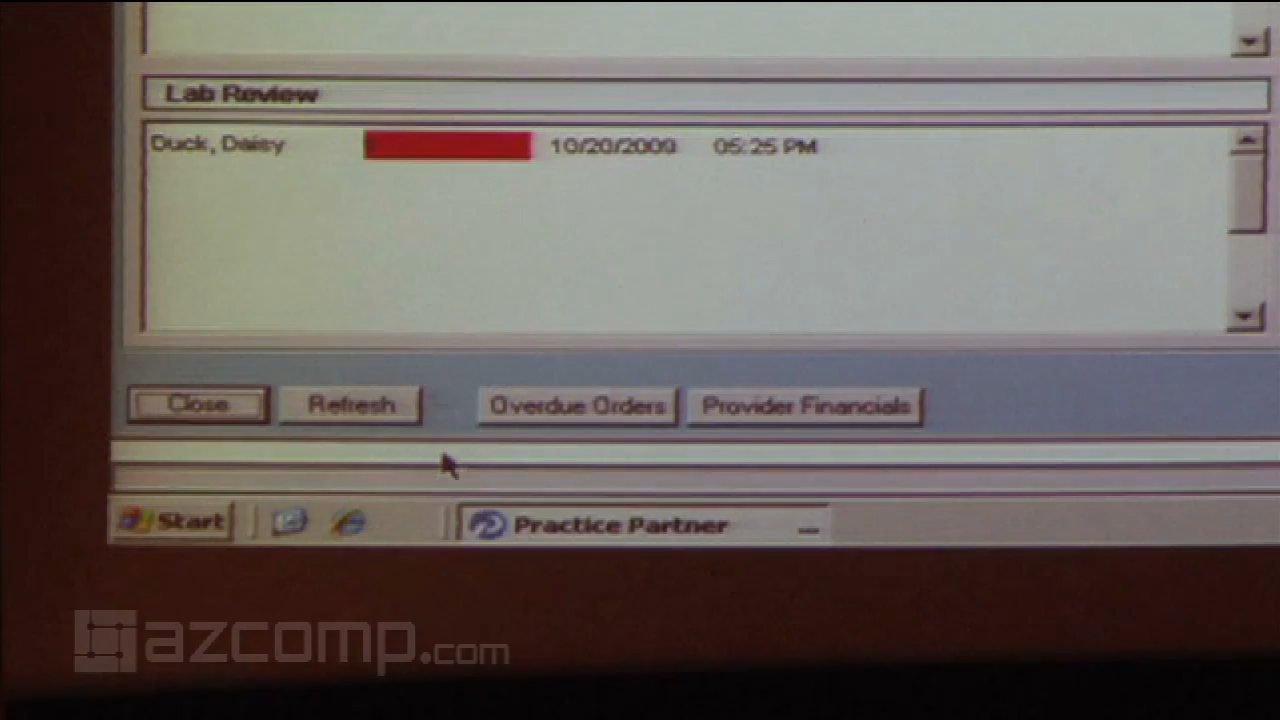 Lab Review
Duck, Daisy 10/20/2009 05:25 PM
Close Refresh Overdue Orders Provider Financials
Start Practice Partner
azcomp.com